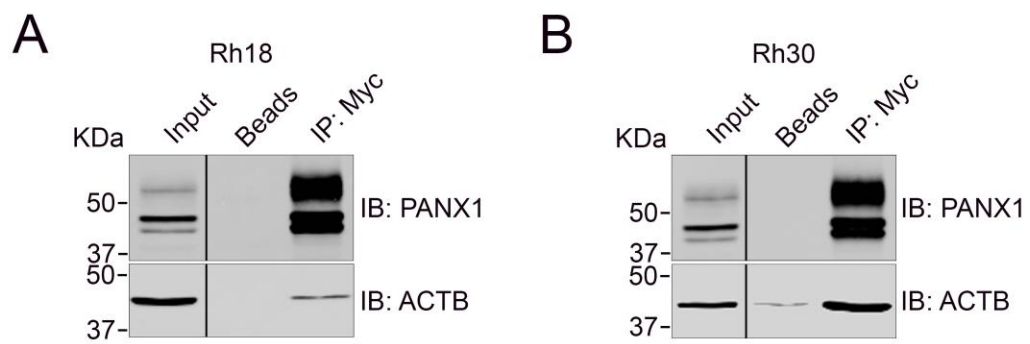 A
Rh18
KDa
Input
Beads
IP: Myc
50-
37-
IB: PANX1
50-
37-
IB: ACTB
B
Rh30
KDa
Input
Beads
IP: Myc
50-
37-
IB: PANX1
50-
37-
IB: ACTB